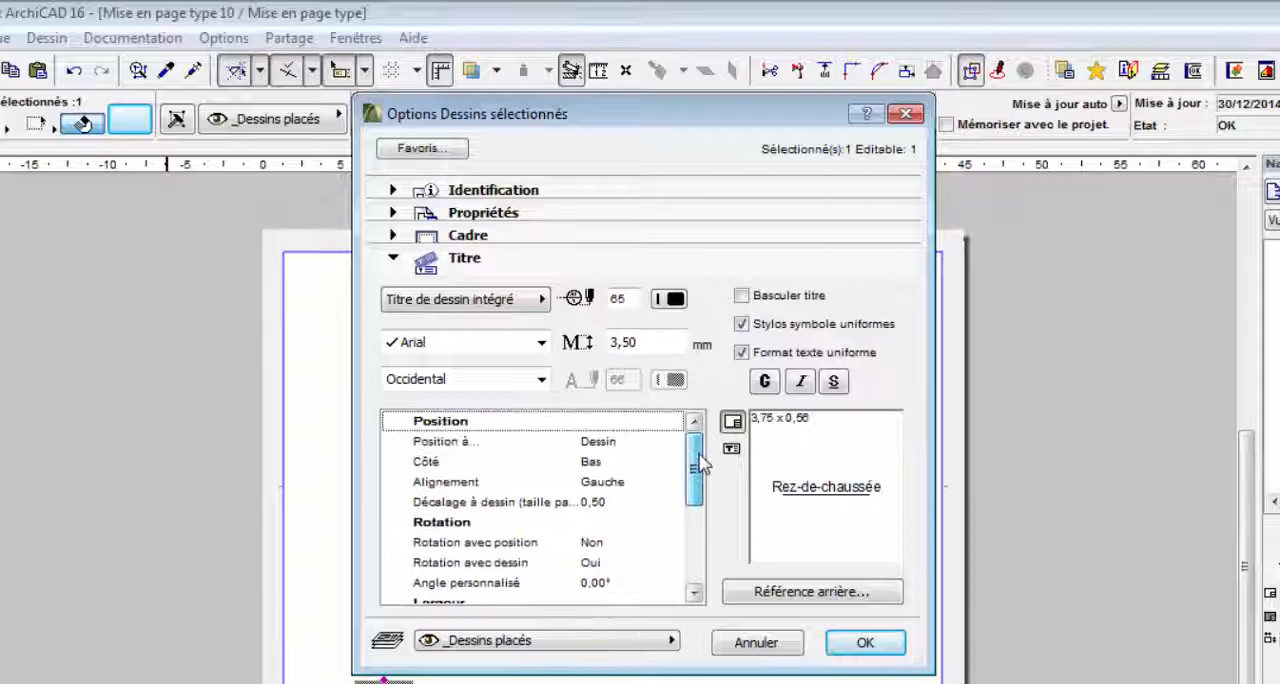 ArchiCAD 16 - [Mise en page type 10 / Mise en page type]
ue Dessin Documentation Options Partage Fenêtres Aide
électionnés :1
_Dessins placés
Mise à jour auto
Mise à jour :
30/12/2014
Mémoriser avec le projet.
Etat :
OK
-15 -10 -5 0 5 45 50 55 60
Na
Vu
Options Dessins sélectionnés
Favoris...
Sélectionné(s):1 Editable: 1
Identification
Propriétés
Cadre
Titre
Titre de dessin intégré
65
Basculer titre
Stylos symbole uniformes
Arial
3,50
mm
Format texte uniforme
Occidental
66
G I S
Position
3,75 x 0,56
Position à... Dessin
Côté Bas
Alignement Gauche
Rez-de-chaussée
Décalage à dessin (taille pa... 0,50
Rotation
Rotation avec position Non
Rotation avec dessin Oui
Angle personnalisé 0,00°
Largeur
Référence arrière...
_Dessins placés
Annuler
OK